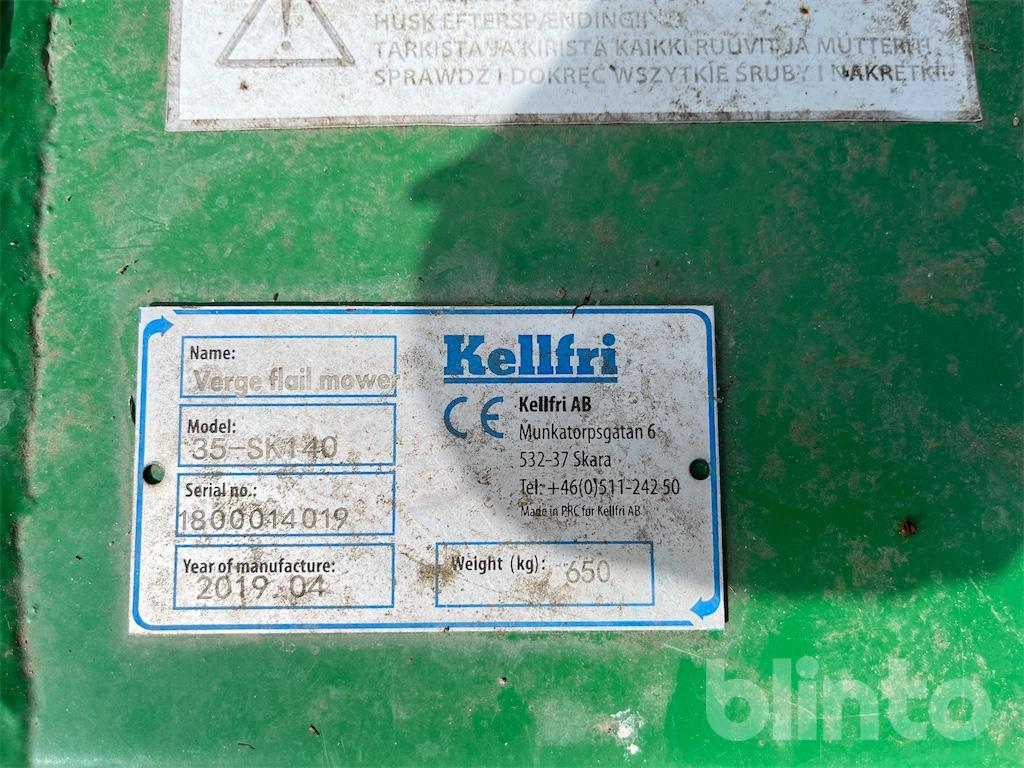 HUSK EFTERSPÆNDING!!
TARKISTA JA KIRISTÄ KAIKKI RUUVIT JA MUTTERIT!
SPRAWDŹ I DOKRĘĆ WSZYTKIE ŚRUBY I NAKRĘTKI!
Name:
Verge flail mower
Model:
35-SK140
Serial no.:
1800014019
Year of manufacture:
2019.04
Kellfri
CE
Kellfri AB
Munkatorpsgatan 6
532-37 Skara
Tel: +46(0)511-242 50
Made in PRC for Kellfri AB
Weight (kg): 650
blinto